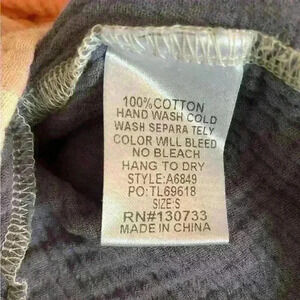 100%COTTON
HAND WASH COLD
WASH SEPARA TELY
COLOR WILL BLEED
NO BLEACH
HANG TO DRY
STYLE:A6849
PO:TL69618
SIZE:S
RN#130733
MADE IN CHINA